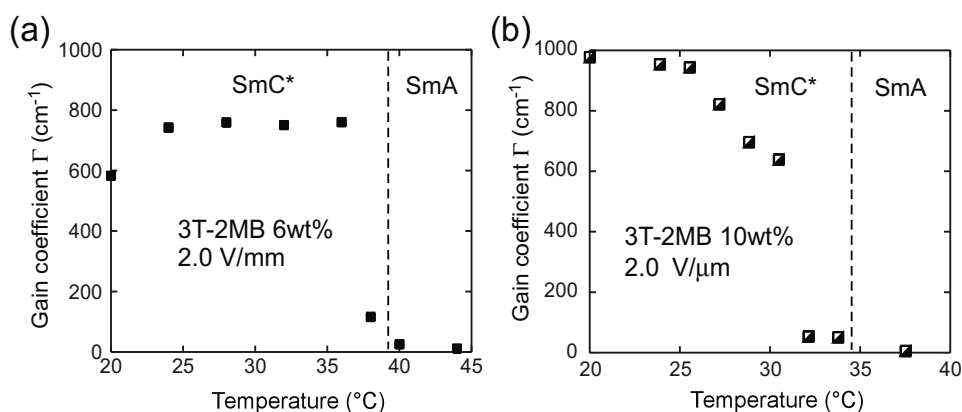 (a)
1000
800
600
400
200
0
Gain coefficient Γ (cm⁻¹)
SmC*
SmA
3T-2MB 6wt%
2.0 V/mm
20 25 30 35 40 45
Temperature (°C)
(b)
1000
800
600
400
200
0
Gain coefficient Γ (cm⁻¹)
SmC*
SmA
3T-2MB 10wt%
2.0 V/μm
20 25 30 35 40
Temperature (°C)